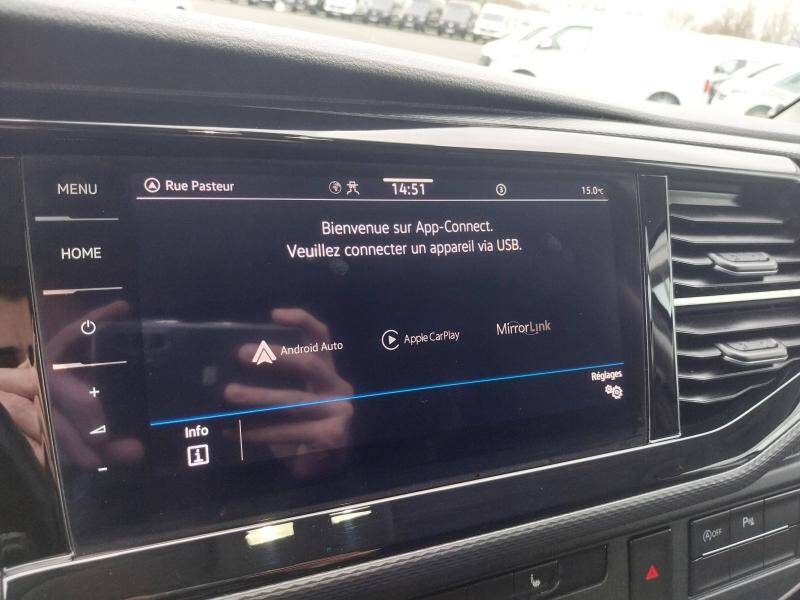 MENU
Rue Pasteur
14:51
3
15.0°C
HOME
Bienvenue sur App-Connect.
Veuillez connecter un appareil via USB.
Android Auto
Apple CarPlay
MirrorLink
+
-
Réglages
Info
i
A OFF
P